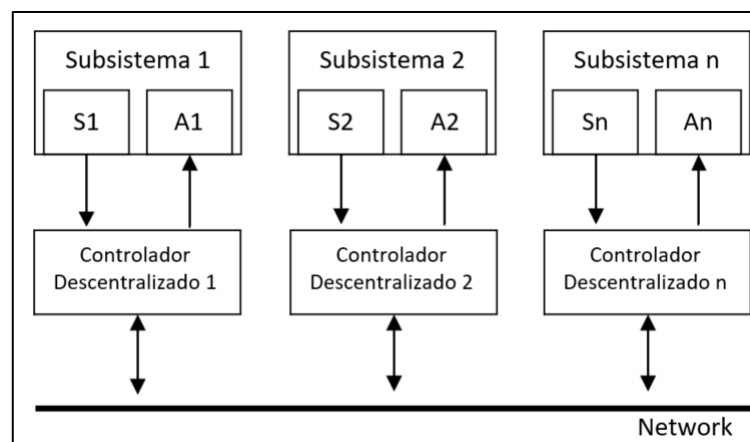 Subsistema 1
S1
A1
Subsistema 2
S2
A2
Subsistema n
Sn
An
Controlador
Descentralizado 1
Controlador
Descentralizado 2
Controlador
Descentralizado n
Network